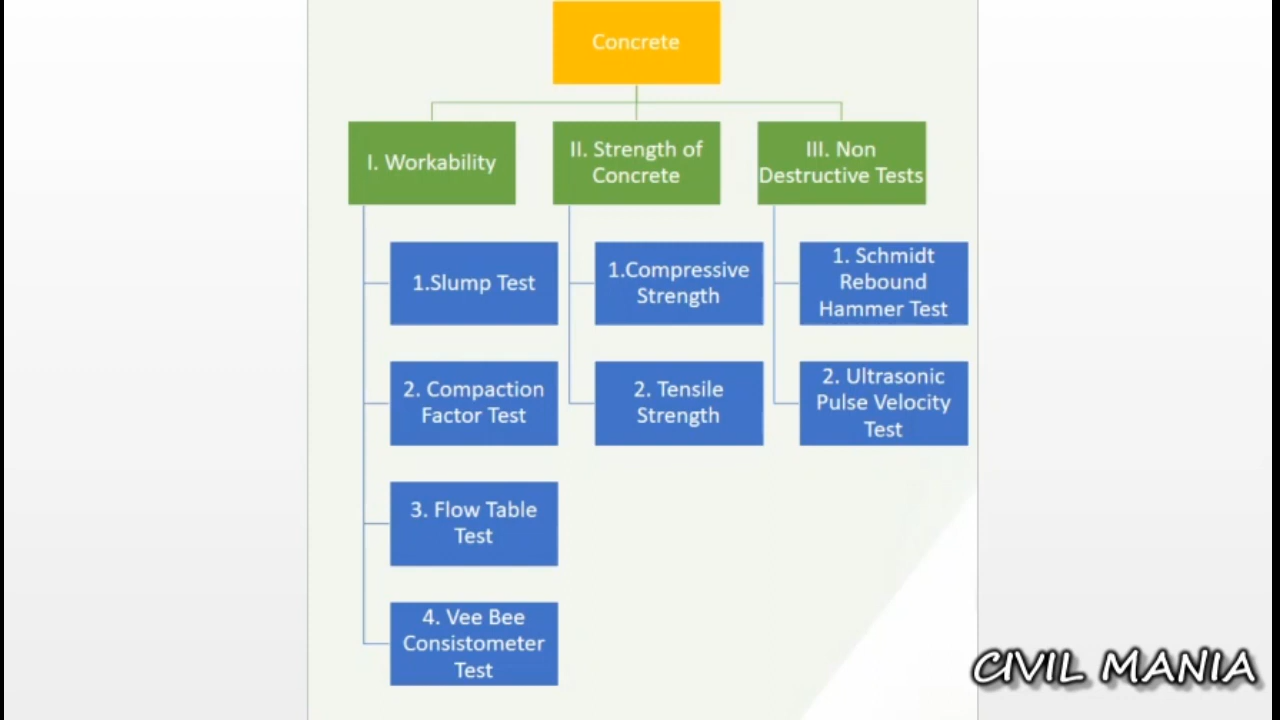 Concrete
I. Workability
II. Strength of
Concrete
III. Non
Destructive Tests
1.Slump Test
2. Compaction
Factor Test
3. Flow Table
Test
4. Vee Bee
Consistometer
Test
1.Compressive
Strength
2. Tensile
Strength
1. Schmidt
Rebound
Hammer Test
2. Ultrasonic
Pulse Velocity
Test
CIVIL MANIA